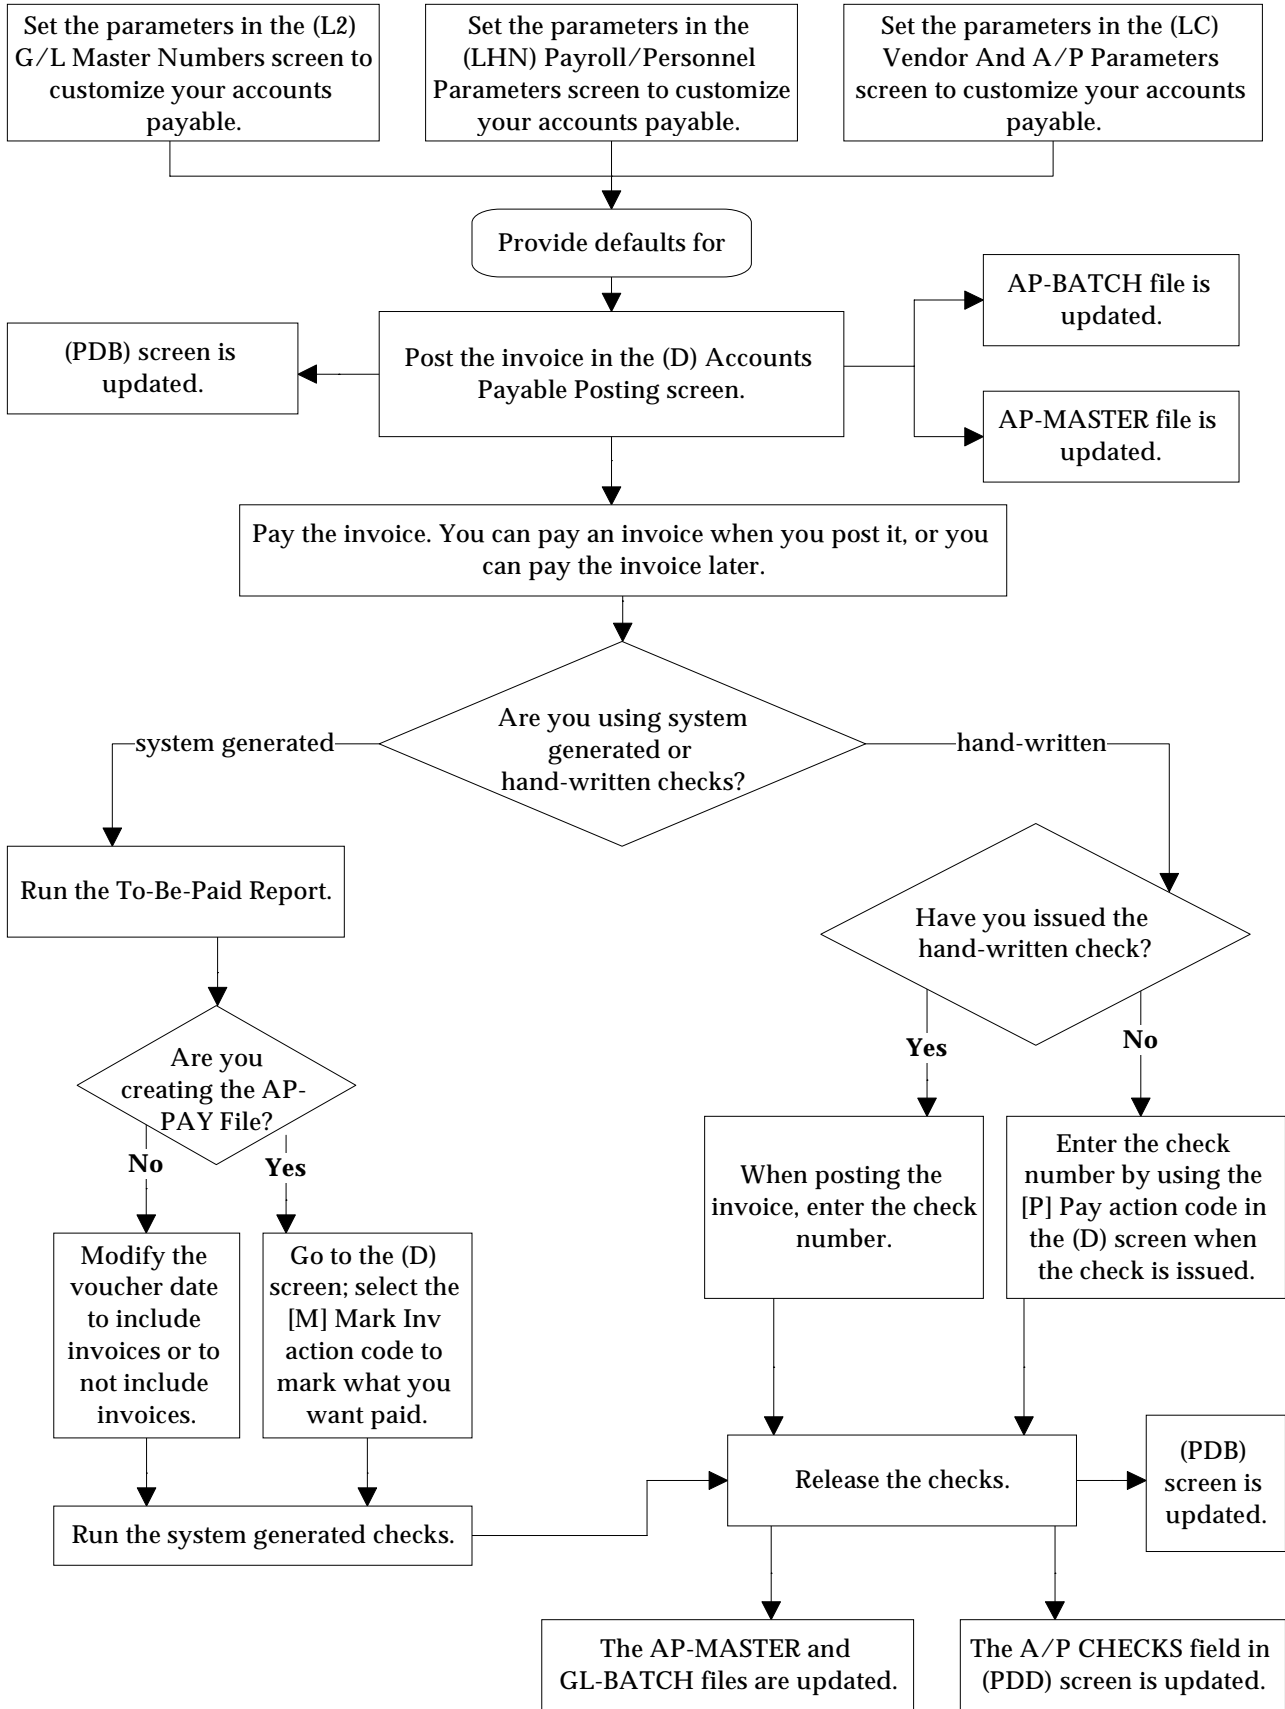 Set the parameters in the (L2)
G/L Master Numbers screen to
customize your accounts
payable.
Set the parameters in the
(LHN) Payroll/Personnel
Parameters screen to customize
your accounts payable.
Set the parameters in the (LC)
Vendor And A/P Parameters
screen to customize your accounts
payable.
Provide defaults for
AP-BATCH file is
updated.
(PDB) screen is
updated.
Post the invoice in the (D) Accounts
Payable Posting screen.
AP-MASTER file is
updated.
Pay the invoice. You can pay an invoice when you post it, or you
can pay the invoice later.
Are you using system
generated or
hand-written checks?
system generated
hand-written
Run the To-Be-Paid Report.
Have you issued the
hand-written check?
Are you
creating the AP-
PAY File?
Yes
No
No
Yes
When posting the
invoice, enter the check
number.
Enter the check
number by using the
[P] Pay action code in
the (D) screen when
the check is issued.
Modify the
voucher date
to include
invoices or to
not include
invoices.
Go to the (D)
screen; select the
[M] Mark Inv
action code to
mark what you
want paid.
Release the checks.
(PDB)
screen is
updated.
Run the system generated checks.
The AP-MASTER and
GL-BATCH files are updated.
The A/P CHECKS field in
(PDD) screen is updated.